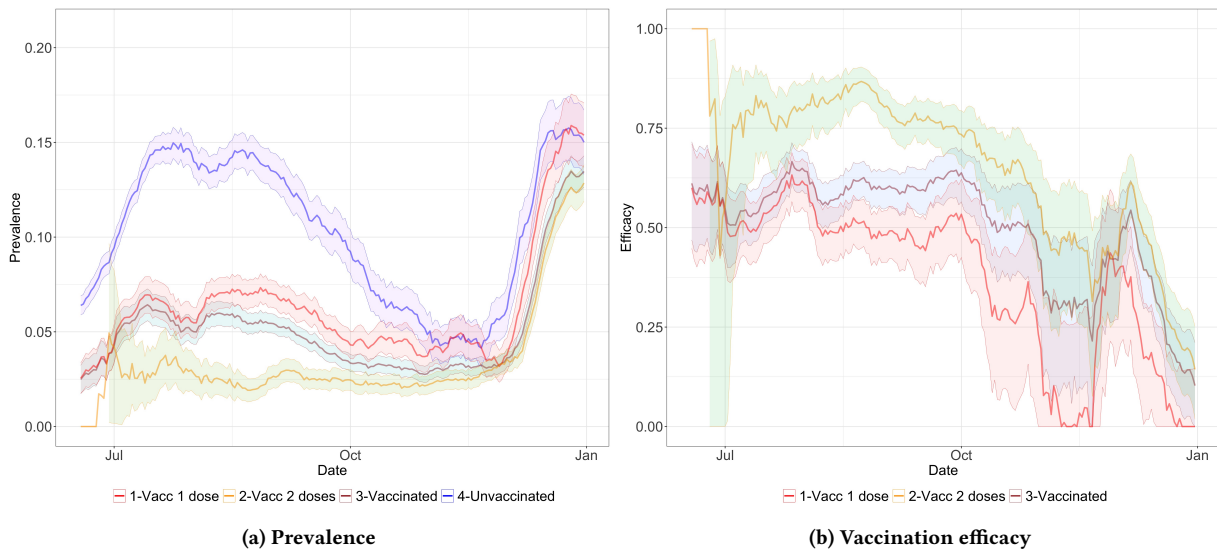 0.20
0.15
0.10
0.05
0.00
Prevalence
Jul
Oct
Jan
Date
1-Vacc 1 dose 2-Vacc 2 doses 3-Vaccinated 4-Unvaccinated
(a) Prevalence
1.00
0.75
0.50
0.25
0.00
Efficacy
Jul
Oct
Jan
Date
1-Vacc 1 dose 2-Vacc 2 doses 3-Vaccinated
(b) Vaccination efficacy